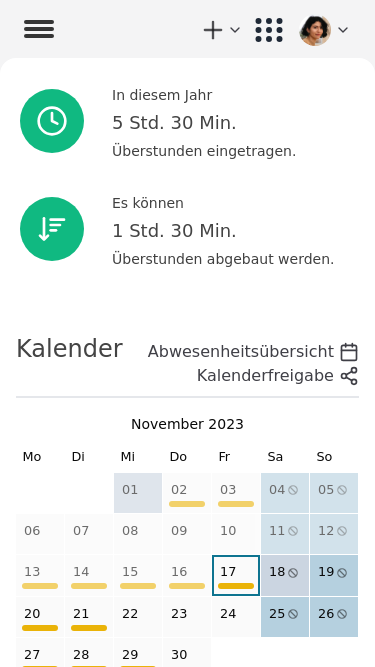 In diesem Jahr
5 Std. 30 Min.
Überstunden eingetragen.
Es können
1 Std. 30 Min.
Überstunden abgebaut werden.
Kalender
Abwesenheitsübersicht
Kalenderfreigabe
November 2023
Mo Di Mi Do Fr Sa So
01 02 03 04 05
06 07 08 09 10 11 12
13 14 15 16 17 18 19
20 21 22 23 24 25 26
27 28 29 30